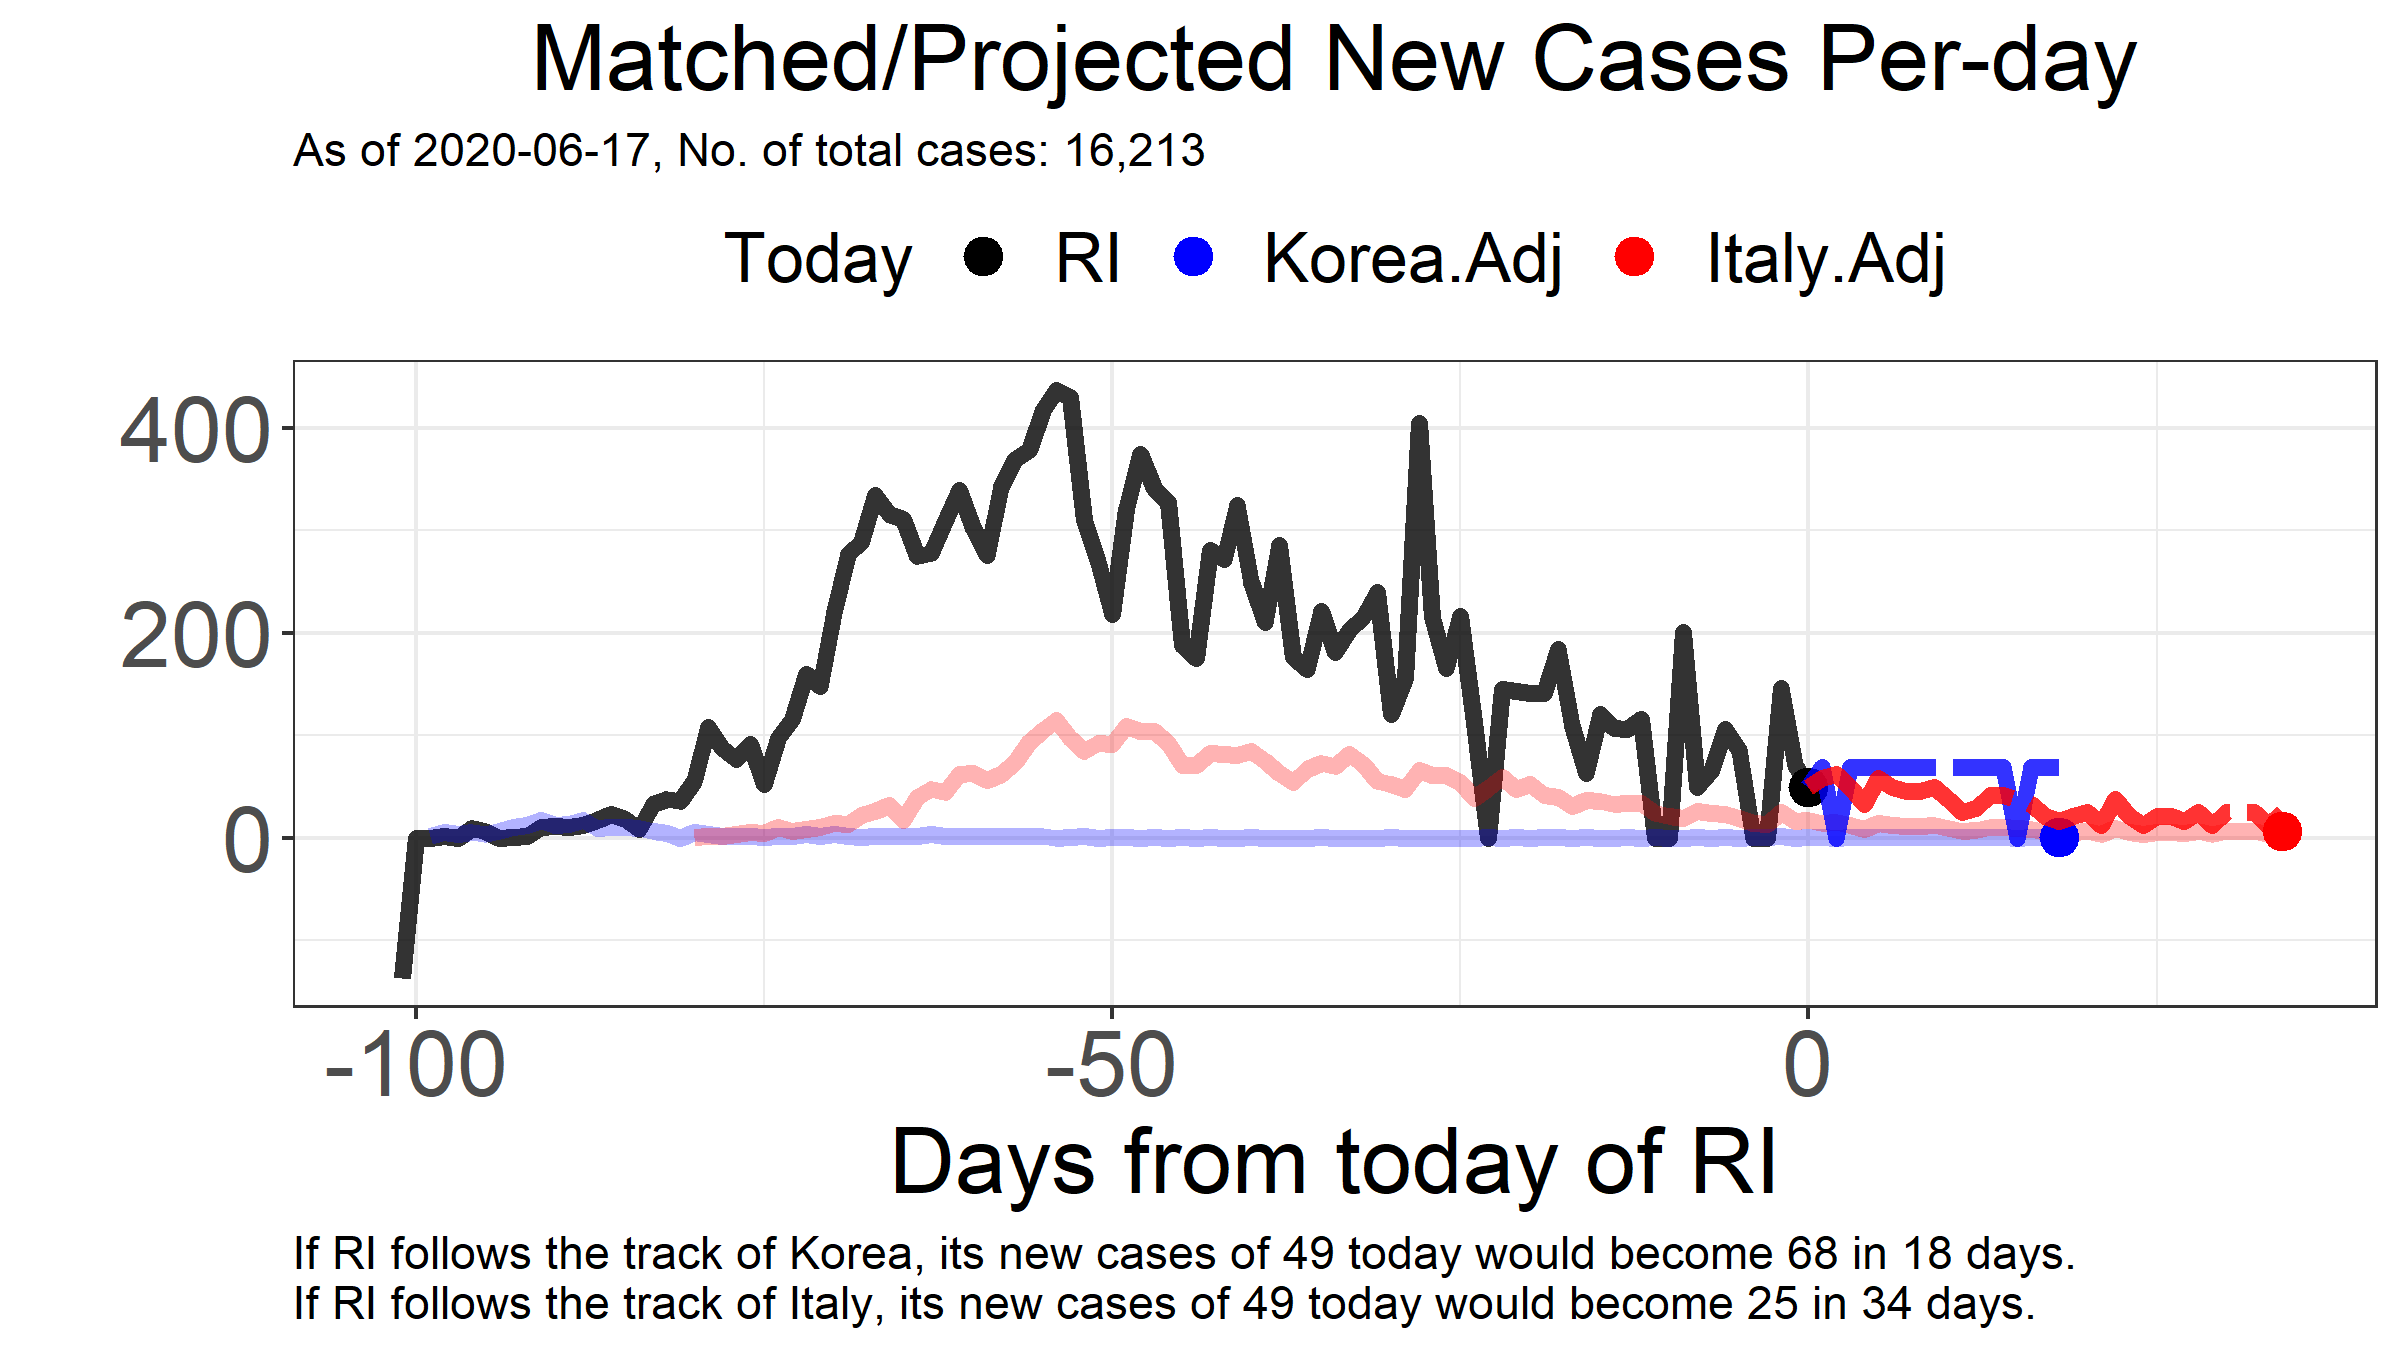 Matched/Projected New Cases Per-day
As of 2020-06-17, No. of total cases: 16,213
Today RI Korea.Adj Italy.Adj
400
200
0
-100 -50 0
Days from today of RI
If RI follows the track of Korea, its new cases of 49 today would become 68 in 18 days.
If RI follows the track of Italy, its new cases of 49 today would become 25 in 34 days.